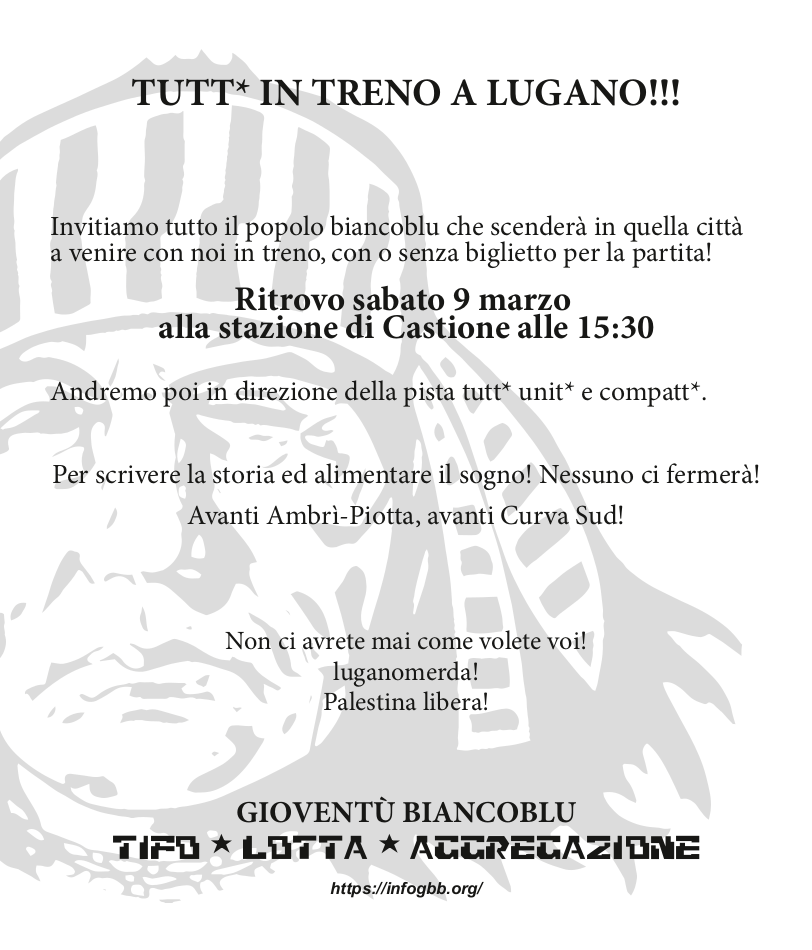 TUTT* IN TRENO A LUGANO!!!
Invitiamo tutto il popolo biancoblu che scenderà in quella città
a venire con noi in treno, con o senza biglietto per la partita!
Ritrovo sabato 9 marzo
alla stazione di Castione alle 15:30
Andremo poi in direzione della pista tutt* unit* e compatt*.
Per scrivere la storia ed alimentare il sogno! Nessuno ci fermerà!
Avanti Ambrì-Piotta, avanti Curva Sud!
Non ci avrete mai come volete voi!
luganomerda!
Palestina libera!
GIOVENTÙ BIANCOBLU
TIFO ★ LOTTA ★ AGGREGAZIONE
https://infogbb.org/